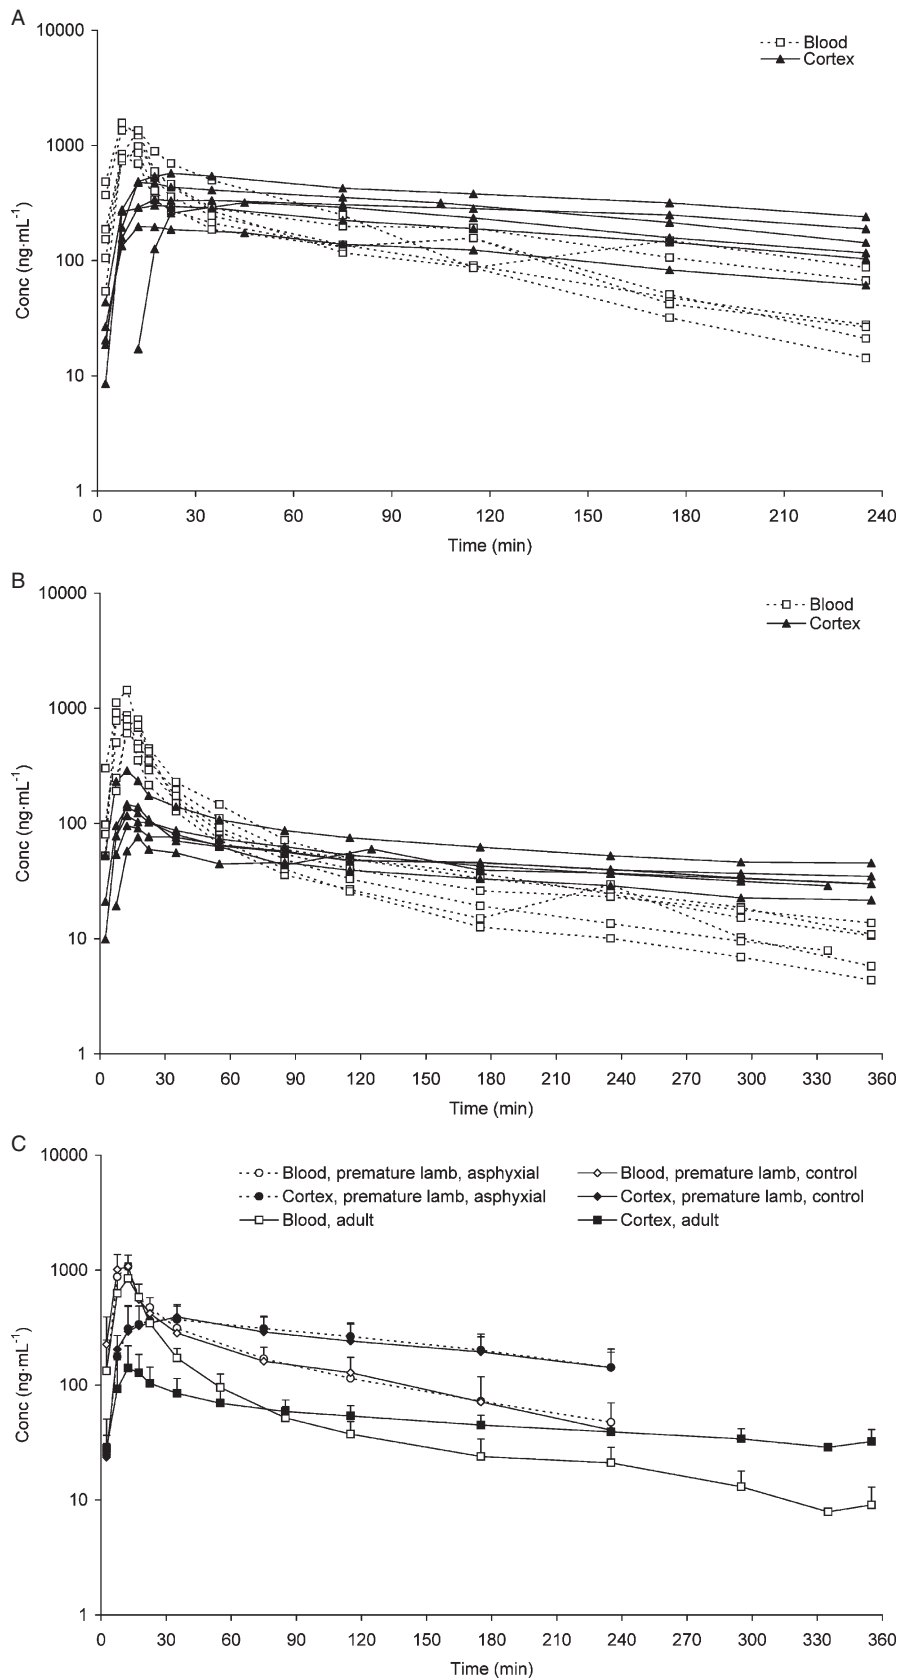 A
10000
1000
100
10
1
Conc (ng·mL⁻¹)
Blood
Cortex
0 30 60 90 120 150 180 210 240
Time (min)
B
10000
1000
100
10
1
Conc (ng·mL⁻¹)
Blood
Cortex
0 30 60 90 120 150 180 210 240 270 300 330 360
Time (min)
C
10000
1000
100
10
1
Conc (ng·mL⁻¹)
Blood, premature lamb, asphyxial Blood, premature lamb, control
Cortex, premature lamb, asphyxial Cortex, premature lamb, control
Blood, adult Cortex, adult
0 30 60 90 120 150 180 210 240 270 300 330 360
Time (min)